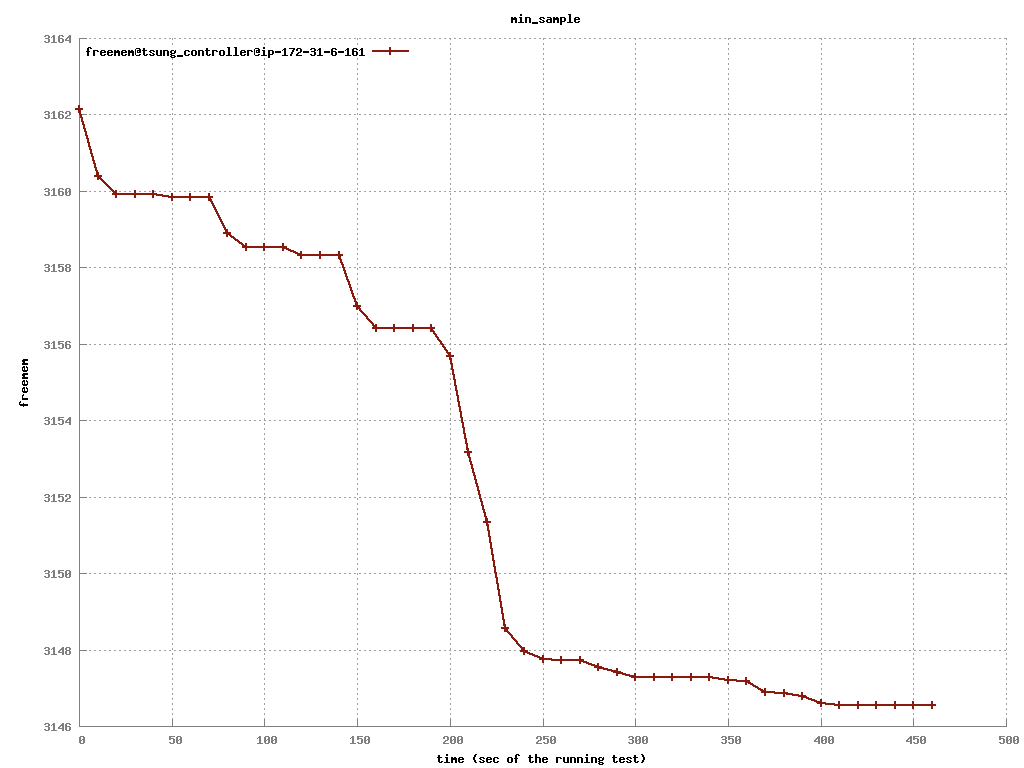 min_sample
freemem@tsung_controller@ip-172-31-6-161
3164
3162
3160
3158
3156
3154
3152
3150
3148
3146
freemem
0 50 100 150 200 250 300 350 400 450 500
time (sec of the running test)